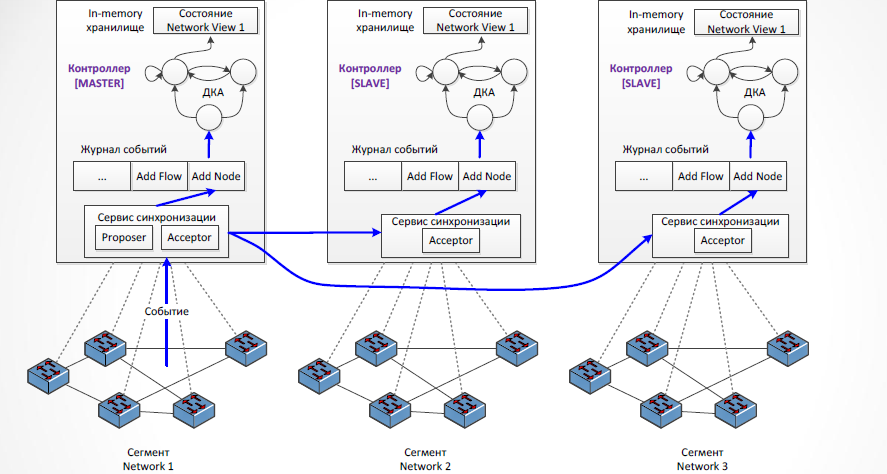 In-memory
хранилище
Состояние
Network View 1
Контроллер
[MASTER]
ДКА
Журнал событий
...
Add Flow
Add Node
Сервис синхронизации
Proposer
Acceptor
Событие
Сегмент
Network 1
In-memory
хранилище
Состояние
Network View 1
Контроллер
[SLAVE]
ДКА
Журнал событий
...
Add Flow
Add Node
Сервис синхронизации
Acceptor
Сегмент
Network 2
In-memory
хранилище
Состояние
Network View 1
Контроллер
[SLAVE]
ДКА
Журнал событий
...
Add Flow
Add Node
Сервис синхронизации
Acceptor
Сегмент
Network 3